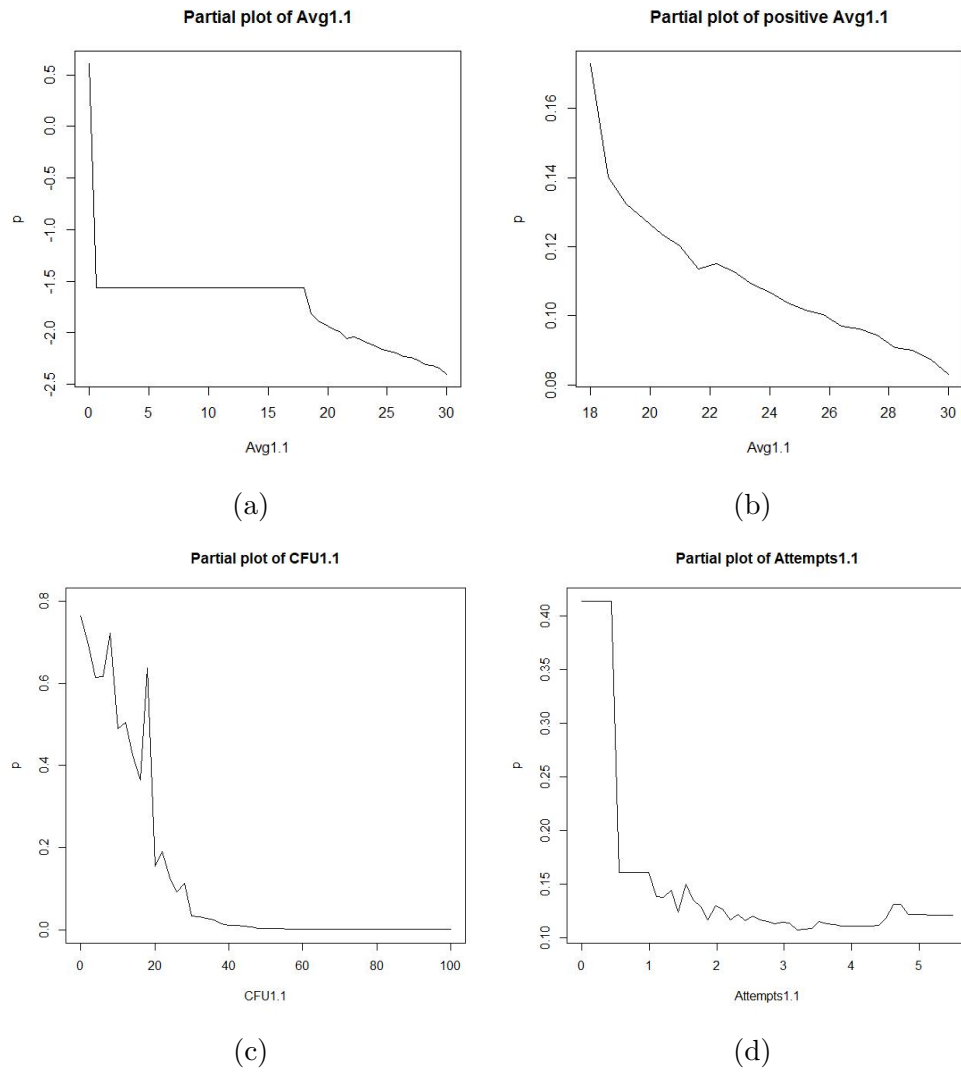 Partial plot of Avg1.1
p
0.5
0.0
-0.5
-1.0
-1.5
-2.0
-2.5
0 5 10 15 20 25 30
Avg1.1
(a)
Partial plot of positive Avg1.1
p
0.16
0.14
0.12
0.10
0.08
18 20 22 24 26 28 30
Avg1.1
(b)
Partial plot of CFU1.1
p
0.8
0.6
0.4
0.2
0.0
0 20 40 60 80 100
CFU1.1
(c)
Partial plot of Attempts1.1
p
0.40
0.35
0.30
0.25
0.20
0.15
0.10
0 1 2 3 4 5
Attempts1.1
(d)